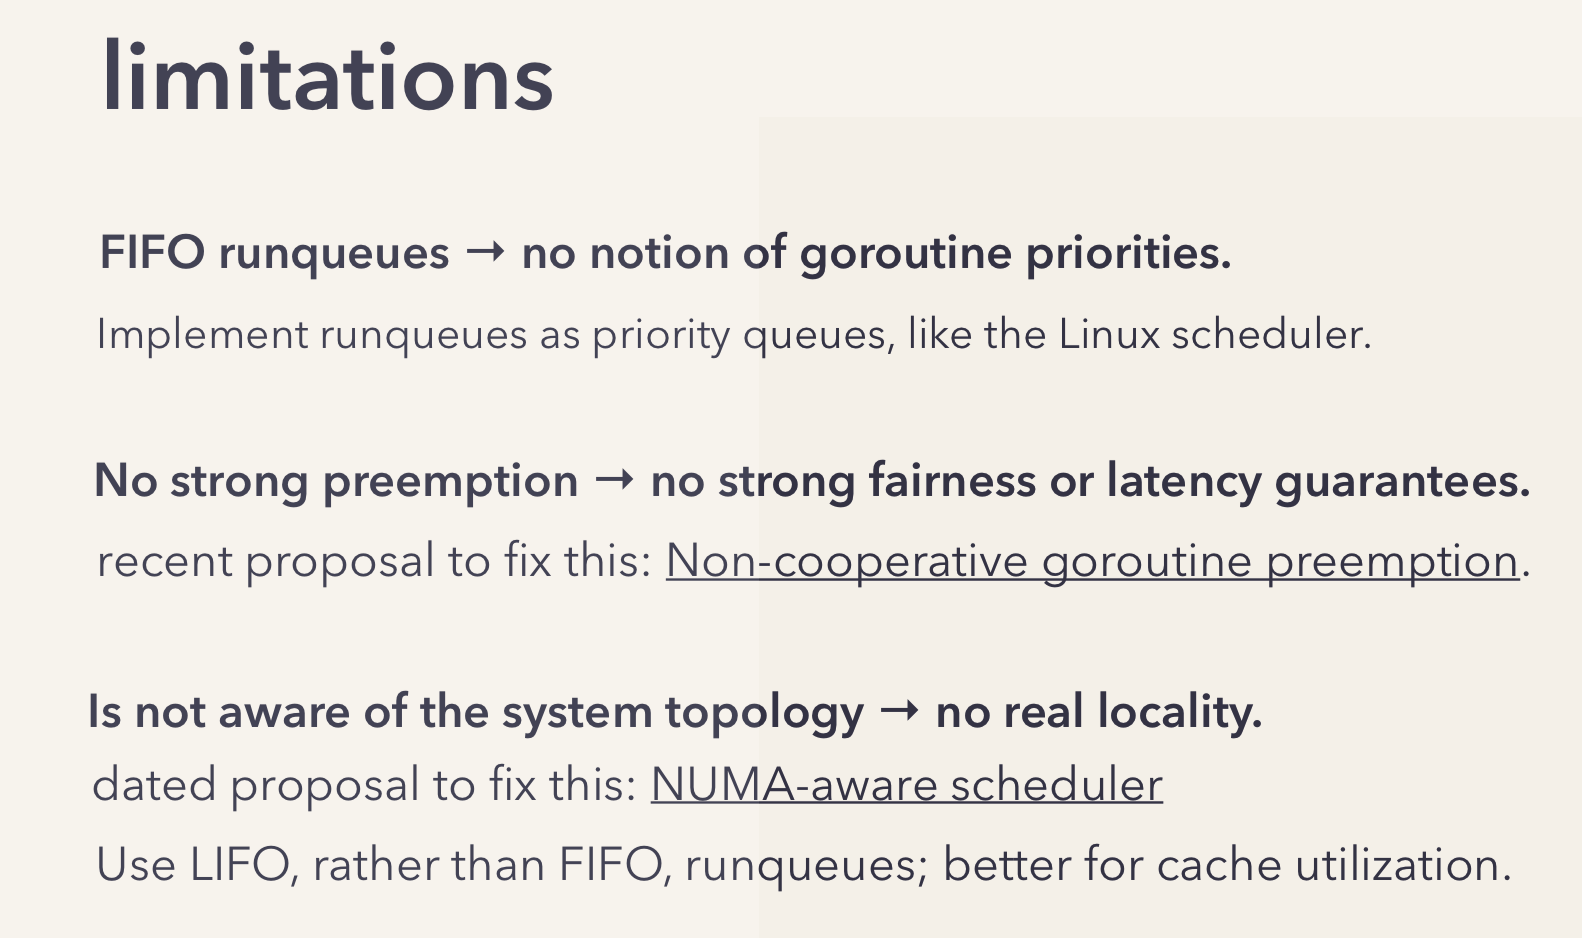 limitations
FIFO runqueues → no notion of goroutine priorities.
Implement runqueues as priority queues, like the Linux scheduler.
No strong preemption → no strong fairness or latency guarantees.
recent proposal to fix this: Non-cooperative goroutine preemption.
Is not aware of the system topology → no real locality.
dated proposal to fix this: NUMA-aware scheduler
Use LIFO, rather than FIFO, runqueues; better for cache utilization.